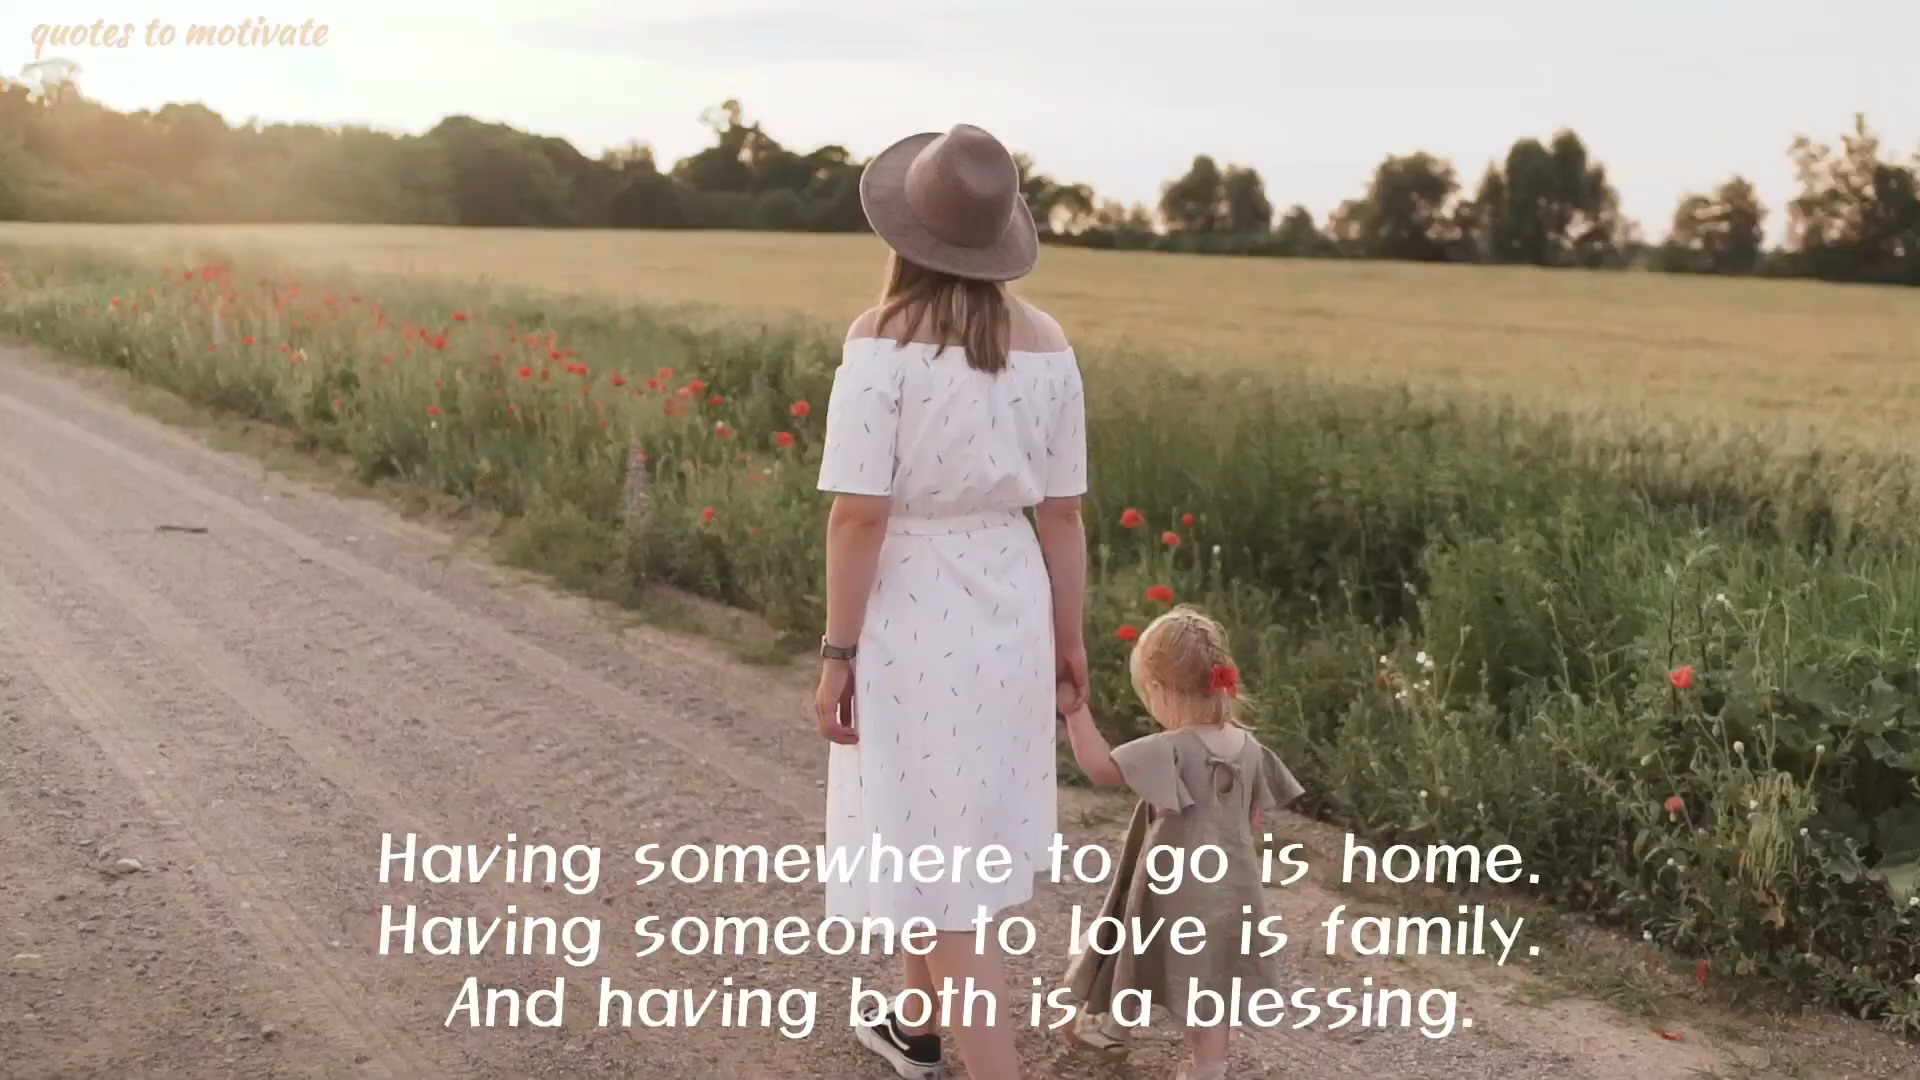 quotes to motivate
Having somewhere to go is home.
Having someone to love is family.
And having both is a blessing.